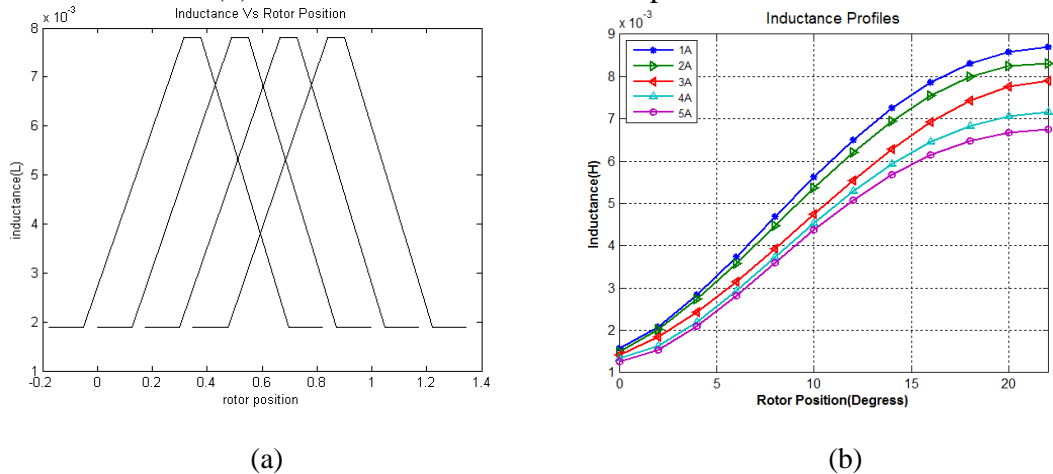 Inductance Vs Rotor Position
x 10⁻³
8
7
6
5
4
3
2
1
inductance(L)
-0.2
0
0.2
0.4
0.6
0.8
1
1.2
1.4
rotor position
(a)
Inductance Profiles
x 10⁻³
9
8
7
6
5
4
3
2
1
Inductance(H)
1A
2A
3A
4A
5A
0
5
10
15
20
Rotor Position(Degress)
(b)